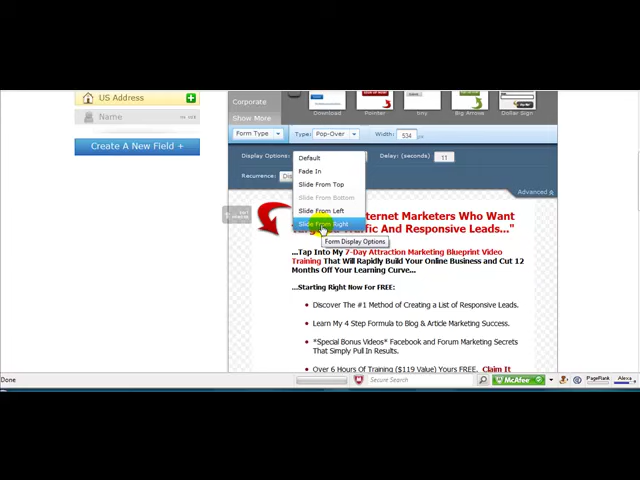 US Address
Name
Create A New Field +
Corporate
Show More
Download
Pointer
tiny
Big Arrow
Dollar Sign
Form Type
Type: Pop-Over
Width: 534 px
Display Options:
Delay: (seconds) 11
Recurrence:
Advanced
Default
Fade In
Slide From Top
Slide From Bottom
Slide From Left
Slide From Right
Form Display Options
ternet Marketers Who Want
Traffic And Responsive Leads..."
...Tap Into My 7-Day Attraction Marketing Blueprint Video
Training That Will Rapidly Build Your Online Business and Cut 12
Months Off Your Learning Curve...
...Starting Right Now For FREE:
Discover The #1 Method of Creating a List of Responsive Leads.
Learn My 4 Step Formula to Blog & Article Marketing Success.
*Special Bonus Videos* Facebook and Forum Marketing Secrets
That Simply Pull In Results.
Over 6 Hours Of Training ($119 Value) Yours FREE. Claim It
Done
Secure Search
McAfee
PageRank
Alexa